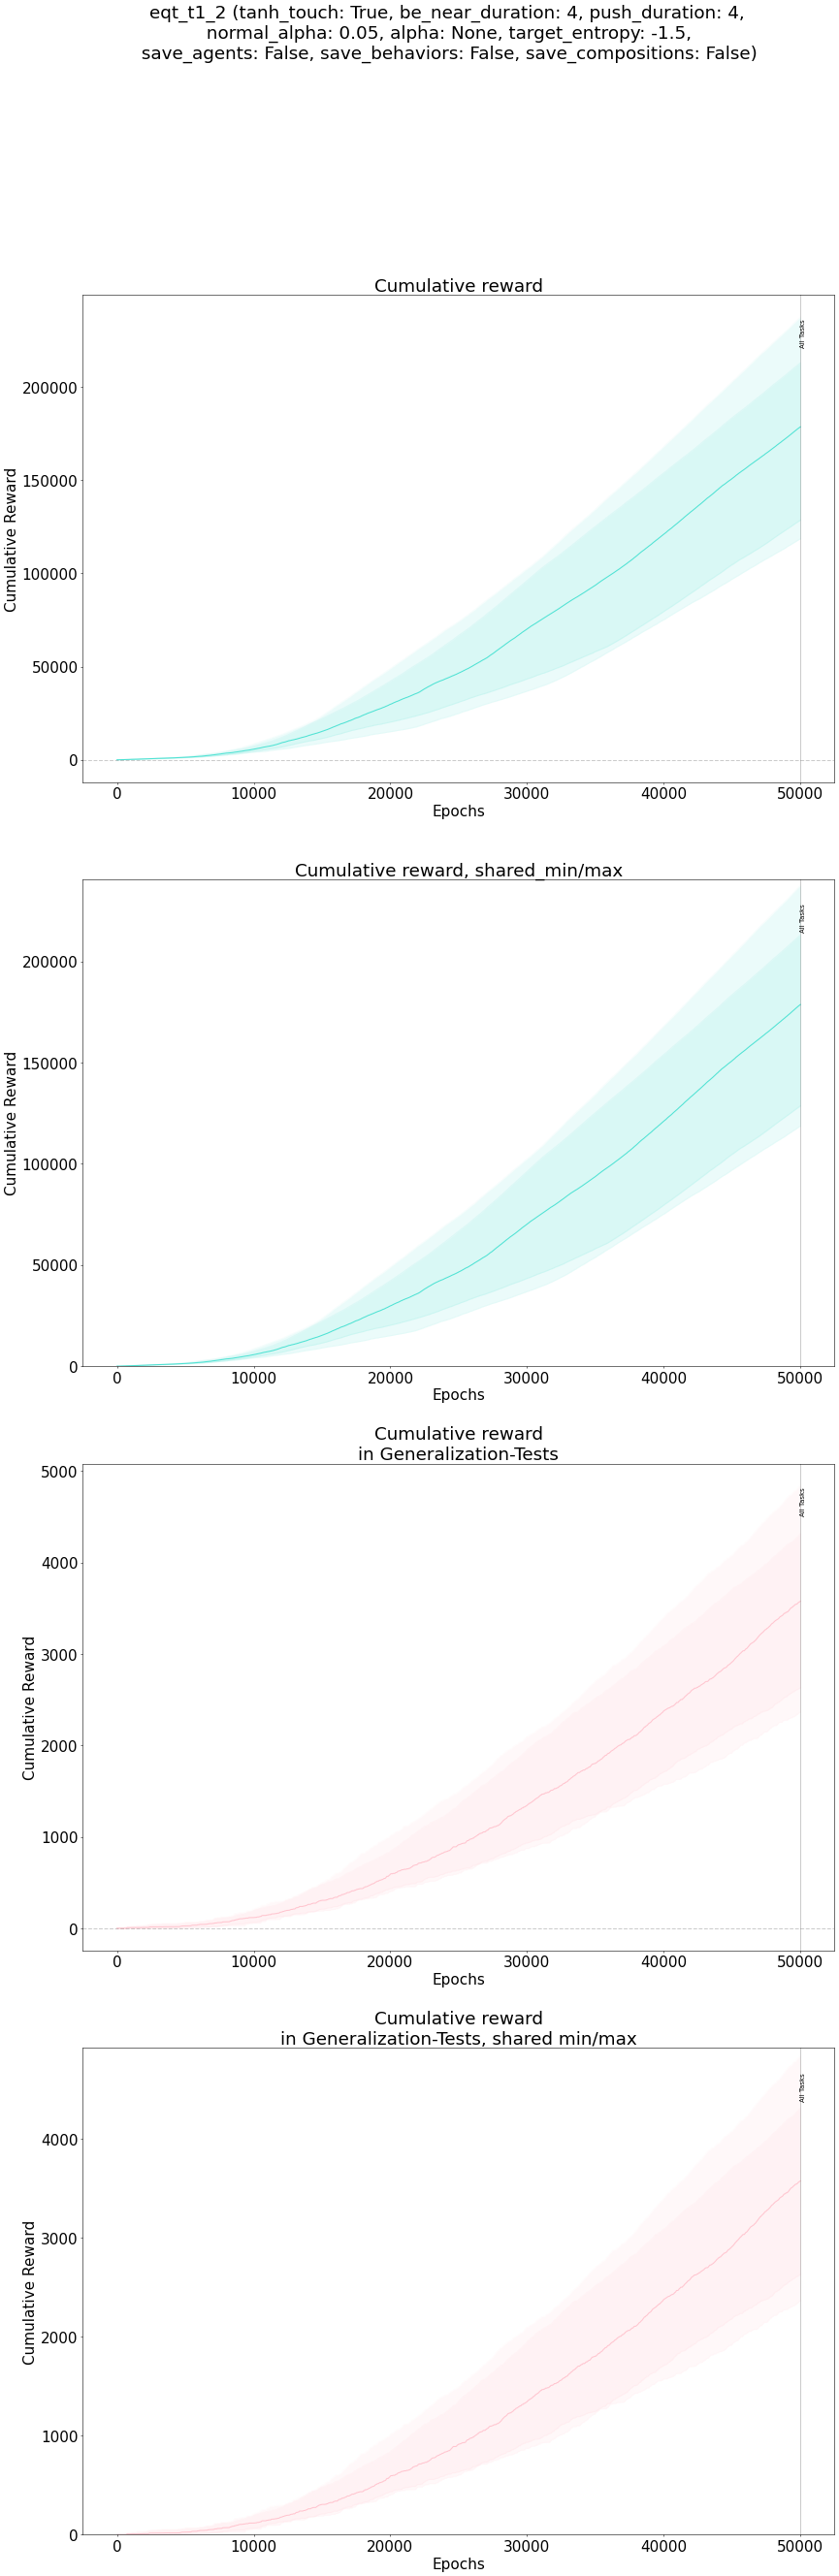 eqt_t1_2 (tanh_touch: True, be_near_duration: 4, push_duration: 4,
normal_alpha: 0.05, alpha: None, target_entropy: -1.5,
save_agents: False, save_behaviors: False, save_compositions: False)
Cumulative reward
All Tasks
200000
150000
100000
50000
0
Cumulative Reward
0 10000 20000 30000 40000 50000
Epochs
Cumulative reward, shared_min/max
All Tasks
200000
150000
100000
50000
0
Cumulative Reward
0 10000 20000 30000 40000 50000
Epochs
Cumulative reward
in Generalization-Tests
All Tasks
5000
4000
3000
2000
1000
0
Cumulative Reward
0 10000 20000 30000 40000 50000
Epochs
Cumulative reward
in Generalization-Tests, shared min/max
All Tasks
4000
3000
2000
1000
0
Cumulative Reward
0 10000 20000 30000 40000 50000
Epochs